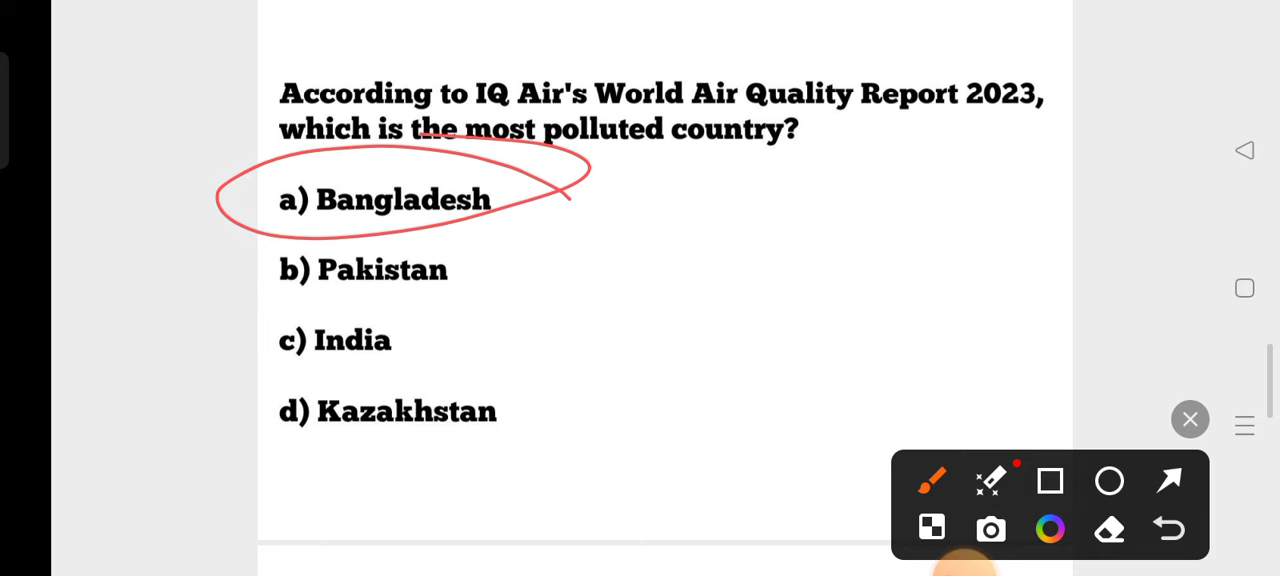 According to IQ Air's World Air Quality Report 2023,
which is the most polluted country?
a) Bangladesh
b) Pakistan
c) India
d) Kazakhstan